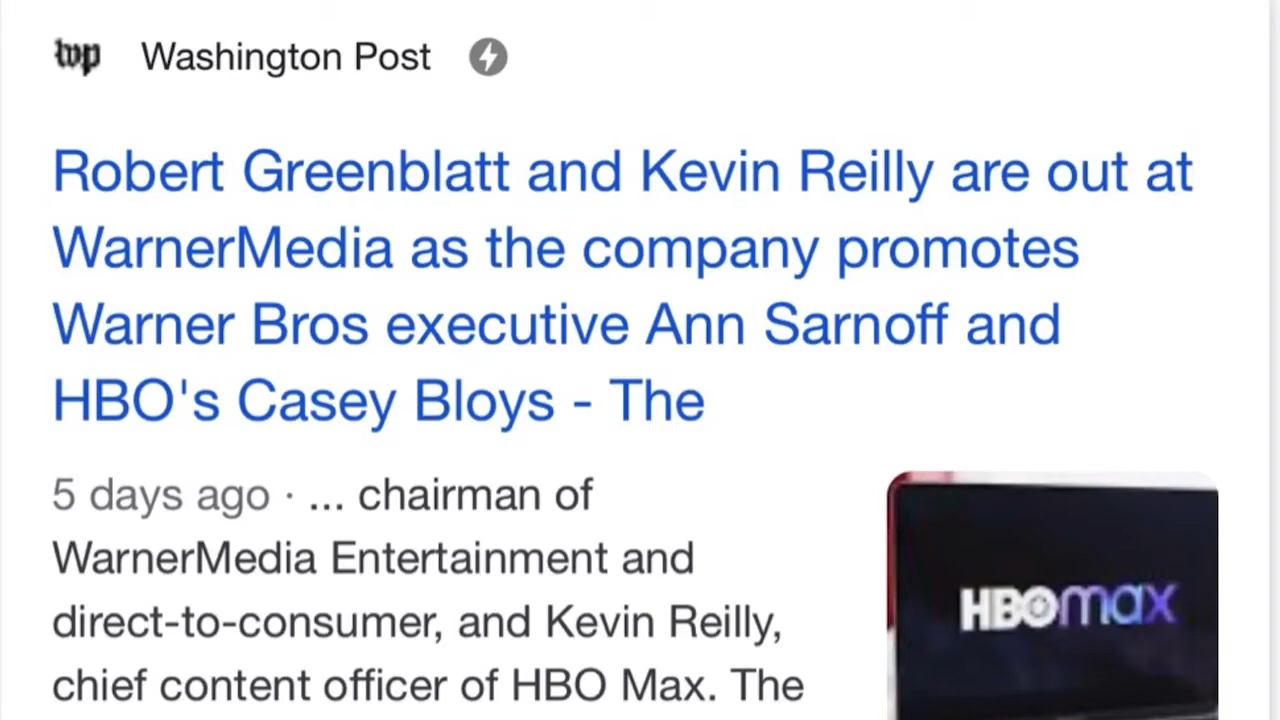 wp Washington Post
Robert Greenblatt and Kevin Reilly are out at
WarnerMedia as the company promotes
Warner Bros executive Ann Sarnoff and
HBO's Casey Bloys - The
5 days ago · ... chairman of
WarnerMedia Entertainment and
direct-to-consumer, and Kevin Reilly,
chief content officer of HBO Max. The
HBOmax